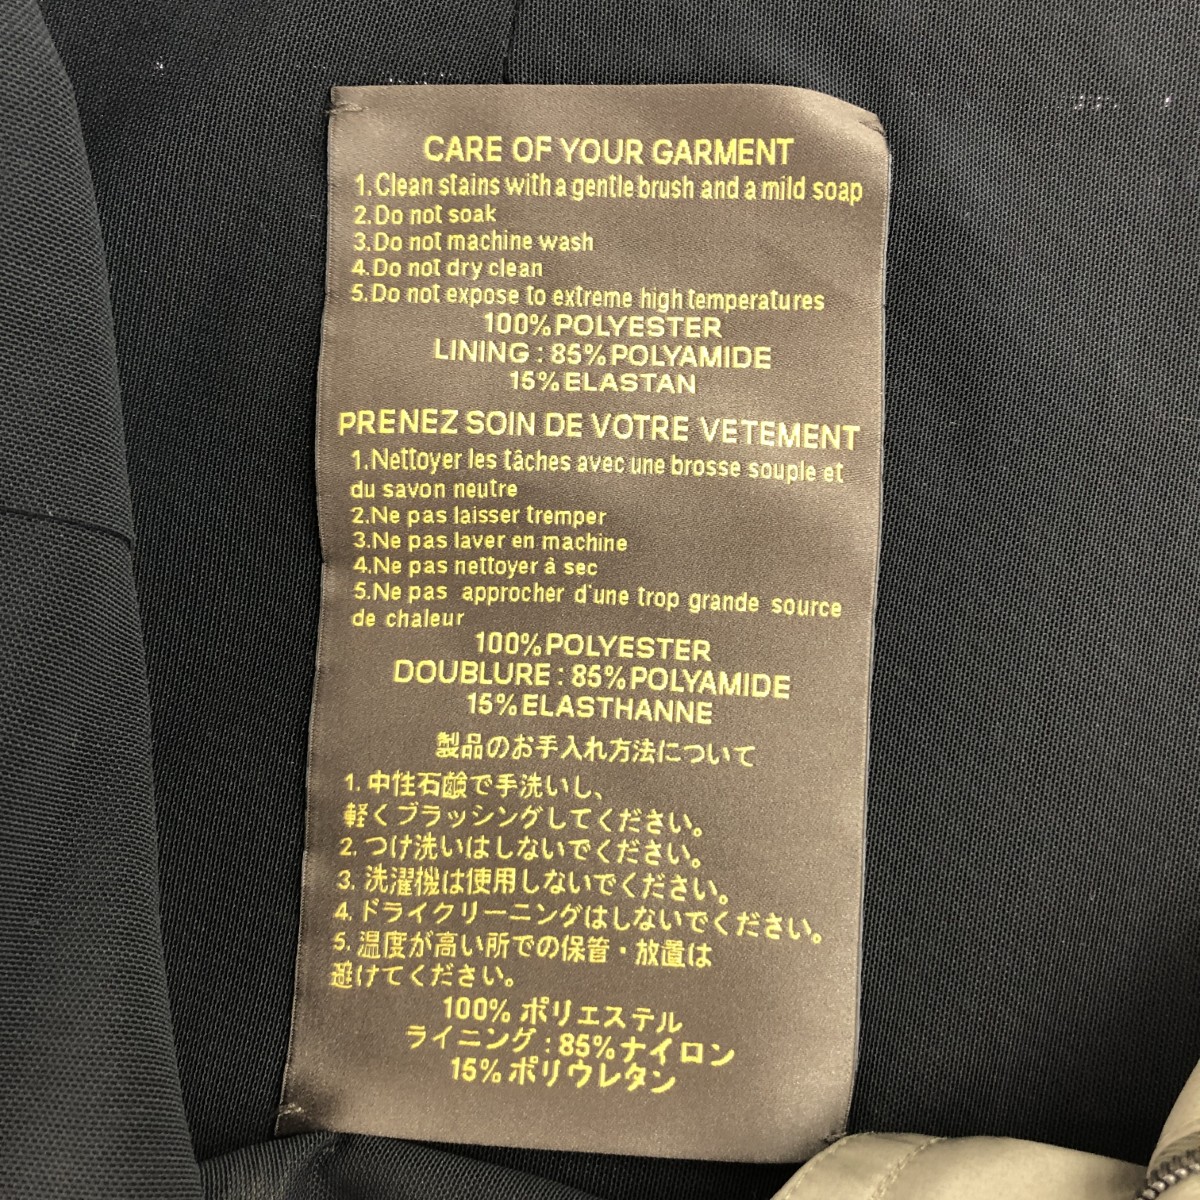 CARE OF YOUR GARMENT
1.Clean stains with a gentle brush and a mild soap
2.Do not soak
3.Do not machine wash
4.Do not dry clean
5.Do not expose to extreme high temperatures
100% POLYESTER
LINING : 85% POLYAMIDE
15% ELASTAN
PRENEZ SOIN DE VOTRE VETEMENT
1.Nettoyer les tâches avec une brosse souple et
du savon neutre
2.Ne pas laisser tremper
3.Ne pas laver en machine
4.Ne pas nettoyer à sec
5.Ne pas approcher d'une trop grande source
de chaleur
100% POLYESTER
DOUBLURE : 85% POLYAMIDE
15% ELASTHANNE
製品のお手入れ方法について
1. 中性石鹸で手洗いし、
軽くブラッシングしてください。
2. つけ洗いはしないでください。
3. 洗濯機は使用しないでください。
4. ドライクリーニングはしないでください。
5. 温度が高い所での保管・放置は
避けてください。
100% ポリエステル
ライニング : 85% ナイロン
15% ポリウレタン